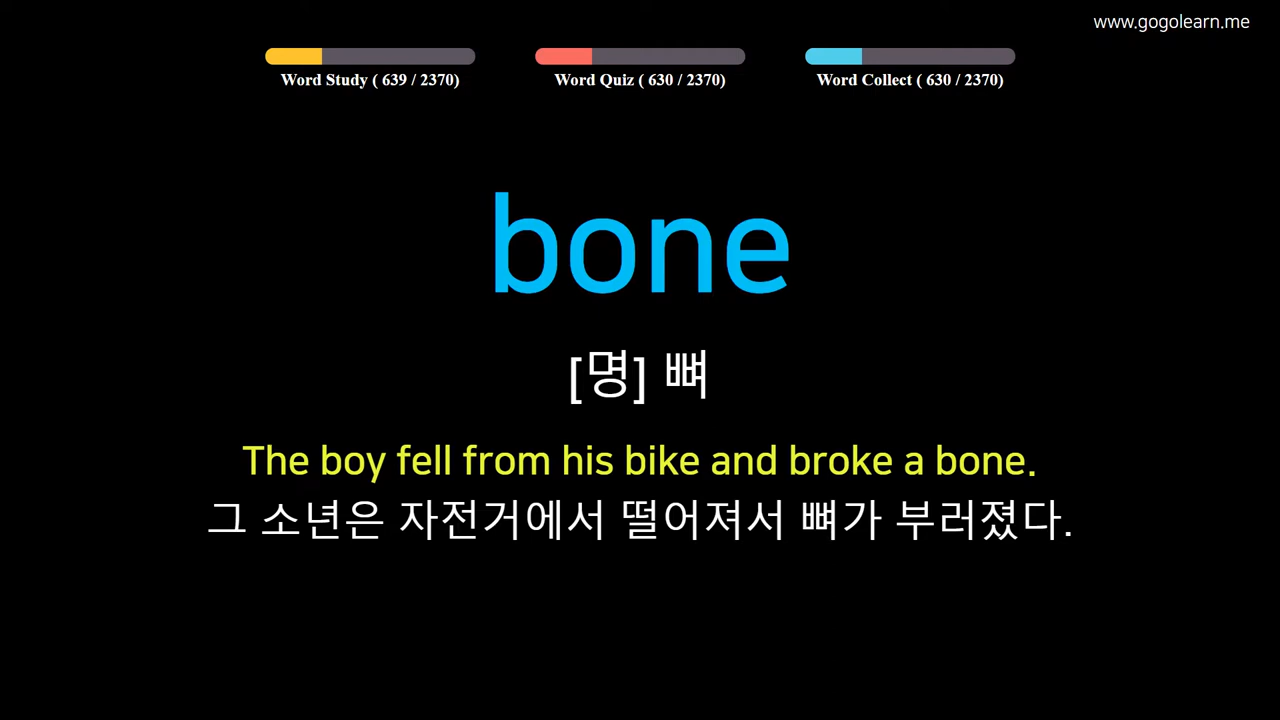 www.gogolearn.me
Word Study ( 639 / 2370)
Word Quiz ( 630 / 2370)
Word Collect ( 630 / 2370)
bone
[명] 뼈
The boy fell from his bike and broke a bone.
그 소년은 자전거에서 떨어져서 뼈가 부러졌다.